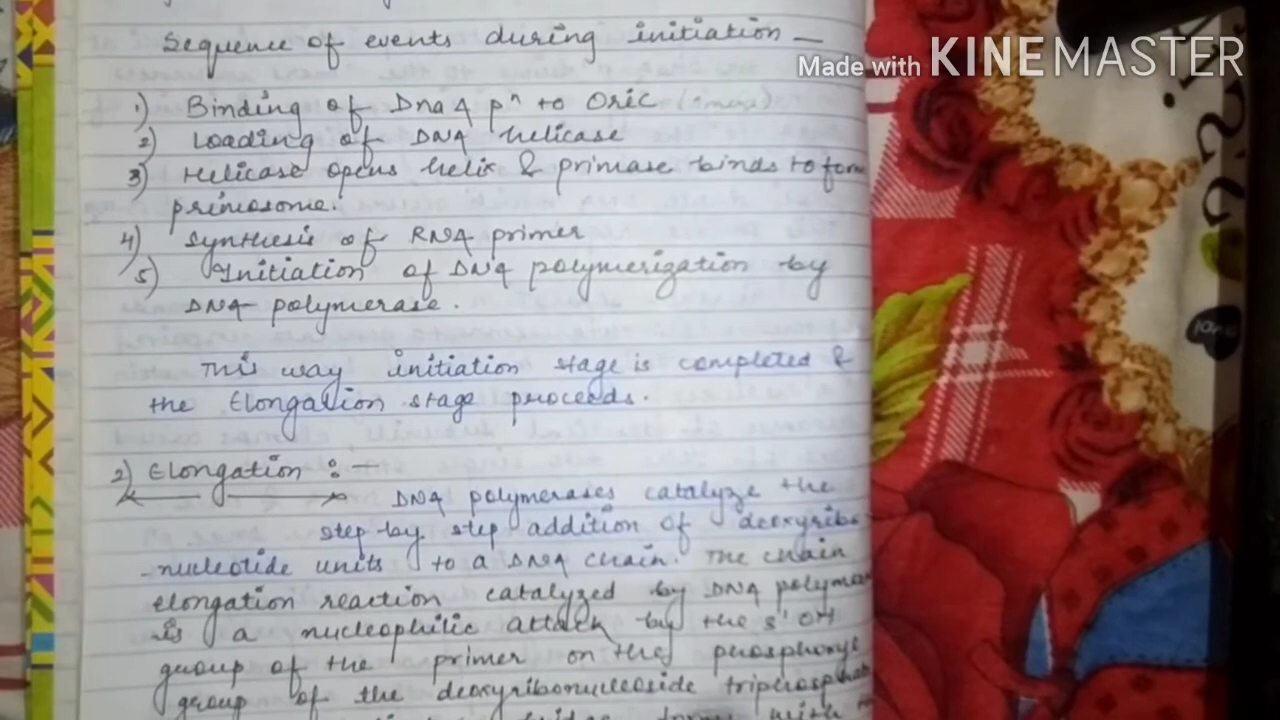 Sequence of events during initiation —
Made with KINEMASTER
1) Binding of DnaA pⁿ to OriC
2) Loading of DNA helicase
3) Helicase opens helix & primase binds to form
primosome.
4) Synthesis of RNA primer
5) Initiation of DNA polymerization by
DNA polymerase.
This way initiation stage is completed &
the Elongation stage proceeds.
2) Elongation :—
DNA polymerases catalyze the
step by step addition of deoxyribo
-nucleotide units to a DNA chain. The chain
elongation reaction catalyzed by DNA polymerase
is a nucleophilic attack by the 3' OH
group of the primer on the phosphoryl
group of the deoxyribonucleoside triphosphate
forms with